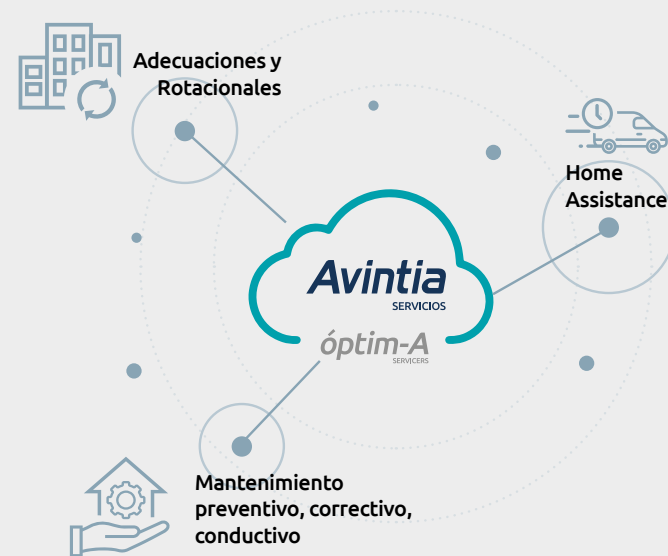 Adecuaciones y
Rotacionales
Home
Assistance
Avintia
SERVICIOS
óptim-A
SERVICERS
Mantenimiento
preventivo, correctivo,
conductivo